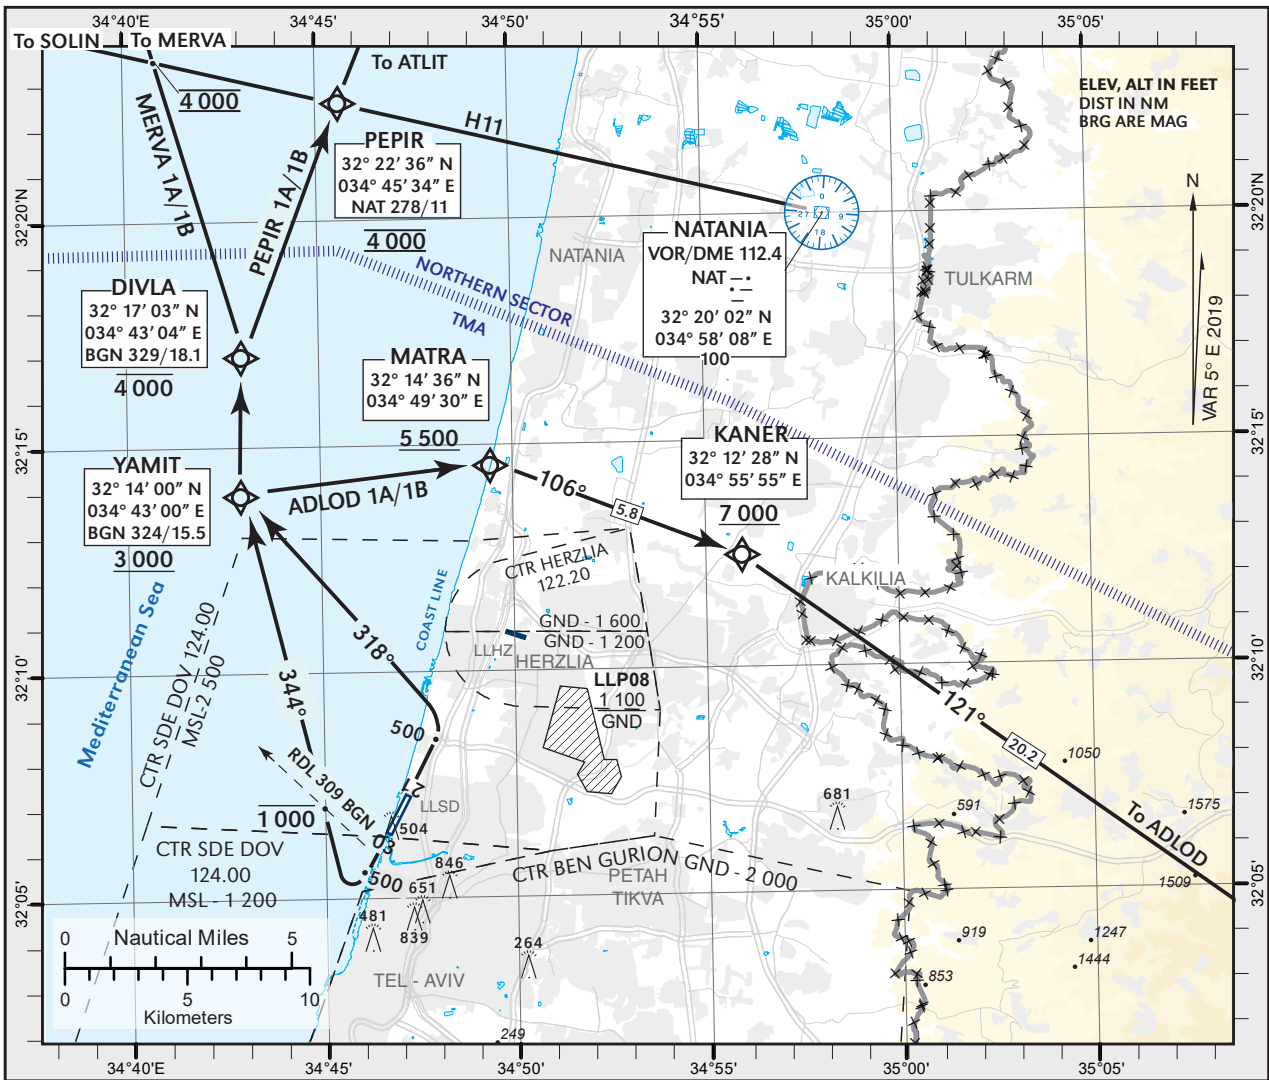 34°40'E
34°45'
34°50'E
34°55'
35°00'E
35°05'
To SOLIN
To MERVA
To ATLIT
4 000
ELEV, ALT IN FEET
DIST IN NM
BRG ARE MAG
MERVA 1A/1B
PEPIR 1A/1B
H11
PEPIR
32° 22' 36" N
034° 45' 34" E
NAT 278/11
4 000
N
VAR 5° E 2019
0
27
9
18
32°20'N
32°20'N
NATANIA
NATANIA
VOR/DME 112.4
NAT
32° 20' 02" N
034° 58' 08" E
100
TULKARM
NORTHERN SECTOR
TMA
DIVLA
32° 17' 03" N
034° 43' 04" E
BGN 329/18.1
4 000
MATRA
32° 14' 36" N
034° 49' 30" E
5 500
32°15'
32°15'
KANER
32° 12' 28" N
034° 55' 55" E
7 000
YAMIT
32° 14' 00" N
034° 43' 00" E
BGN 324/15.5
3 000
ADLOD 1A/1B
106°
5.8
CTR HERZLIA
122.20
KALKILIA
Mediterranean Sea
COAST LINE
CTR SDE DOV 124.00
MSL-2 500
GND - 1 600
GND - 1 200
LLHZ
HERZLIA
318°
344°
32°10'
32°10'
LLP08
1 100
GND
121°
20.2
1050
500
RDL 309 BGN
21
LLSD
681
591
1575
1 000
504
03
To ADLOD
CTR SDE DOV
124.00
MSL - 1 200
500
846
CTR BEN GURION GND - 2 000
PETAH
TIKVA
651
1509
32°05'
32°05'
481
839
264
919
1247
1444
853
0
Nautical Miles
5
0
5
10
Kilometers
TEL - AVIV
249
34°40'E
34°45'
34°50'E
34°55'
35°00'E
35°05'